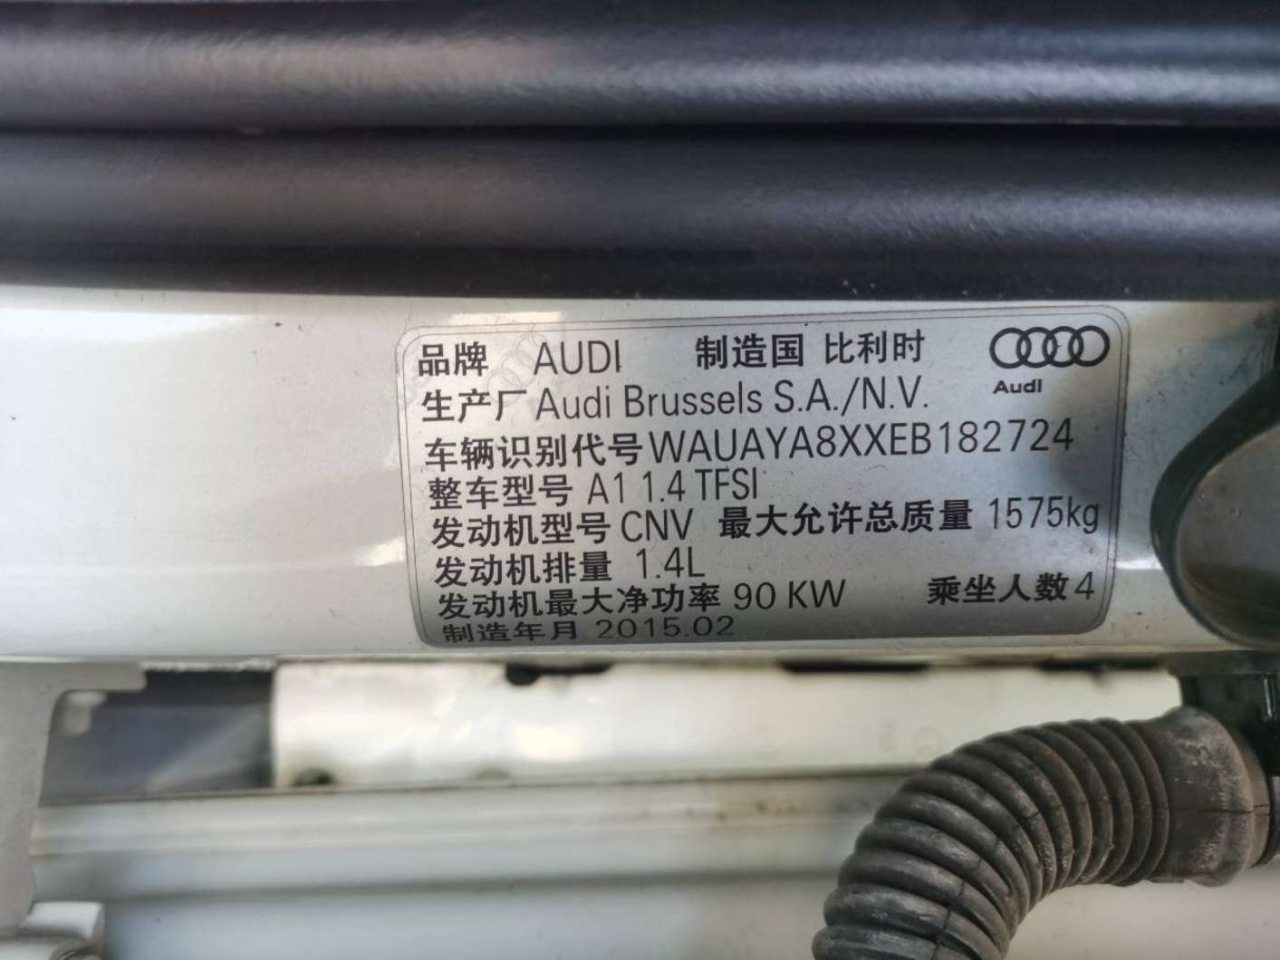 品牌 AUDI 制造国 比利时
Audi
生产厂 Audi Brussels S.A./N.V.
车辆识别代号 WAUAYA8XXEB182724
整车型号 A1 1.4 TFSI
发动机型号 CNV 最大允许总质量 1575kg
发动机排量 1.4L
发动机最大净功率 90 KW 乘坐人数 4
制造年月 2015.02